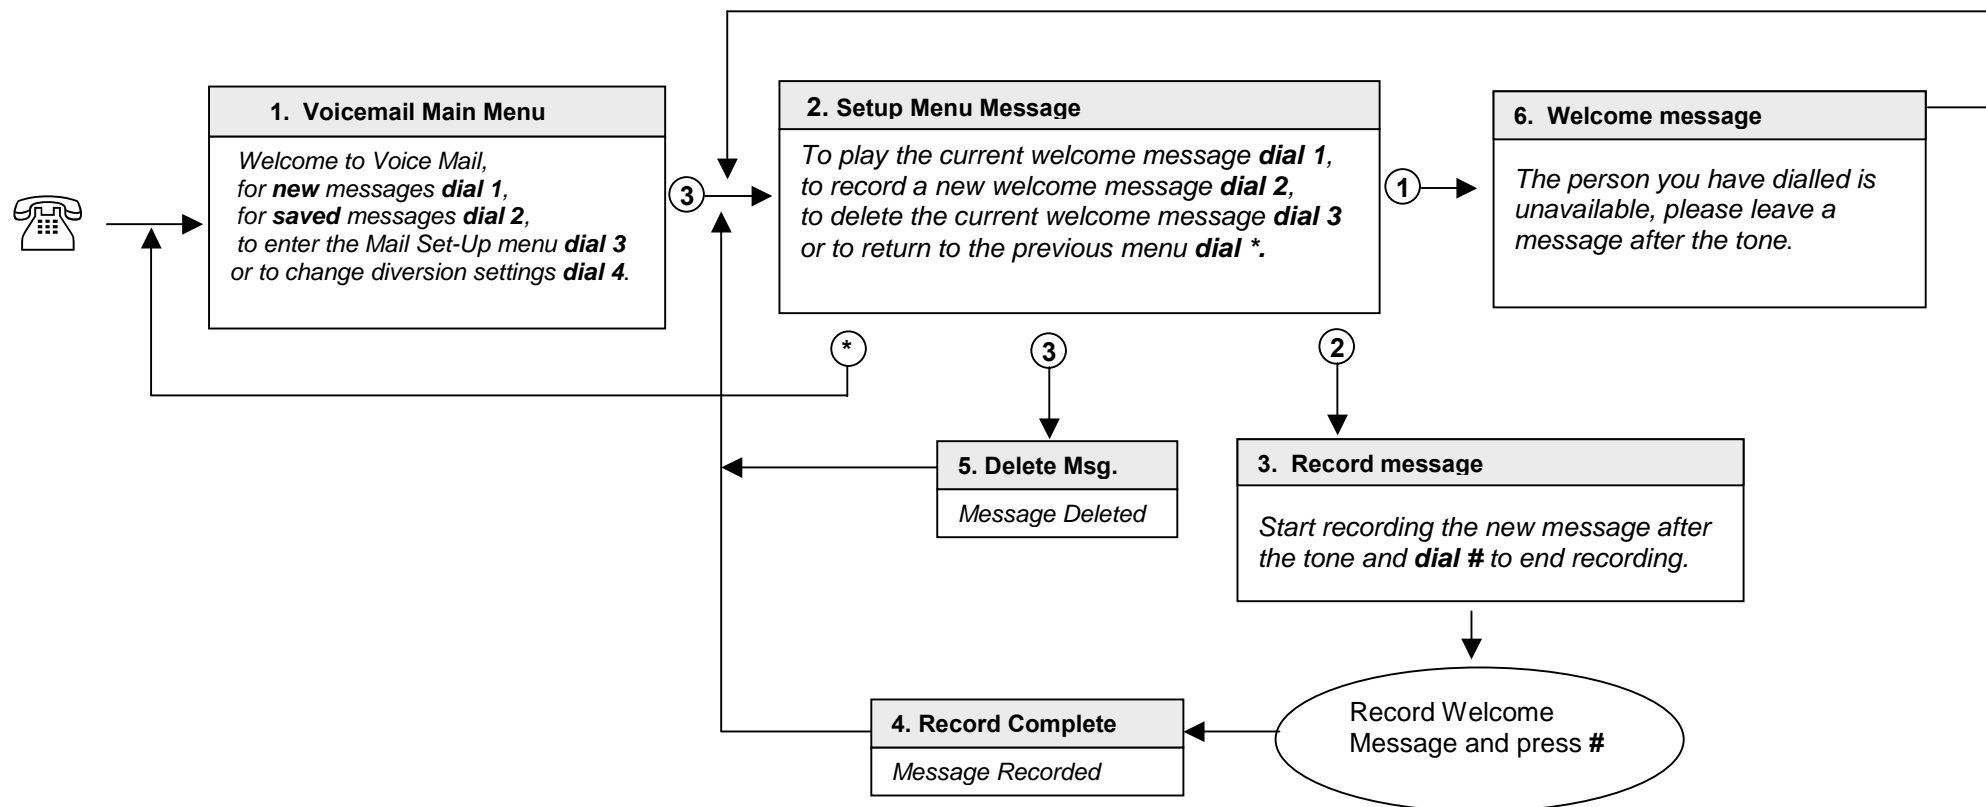 1. Voicemail Main Menu
Welcome to Voice Mail,
for new messages dial 1,
for saved messages dial 2,
to enter the Mail Set-Up menu dial 3
or to change diversion settings dial 4.
3
2. Setup Menu Message
To play the current welcome message dial 1,
to record a new welcome message dial 2,
to delete the current welcome message dial 3
or to return to the previous menu dial *.
1
6. Welcome message
The person you have dialled is
unavailable, please leave a
message after the tone.
*
3
2
5. Delete Msg.
Message Deleted
3. Record message
Start recording the new message after
the tone and dial # to end recording.
Record Welcome
Message and press #
4. Record Complete
Message Recorded